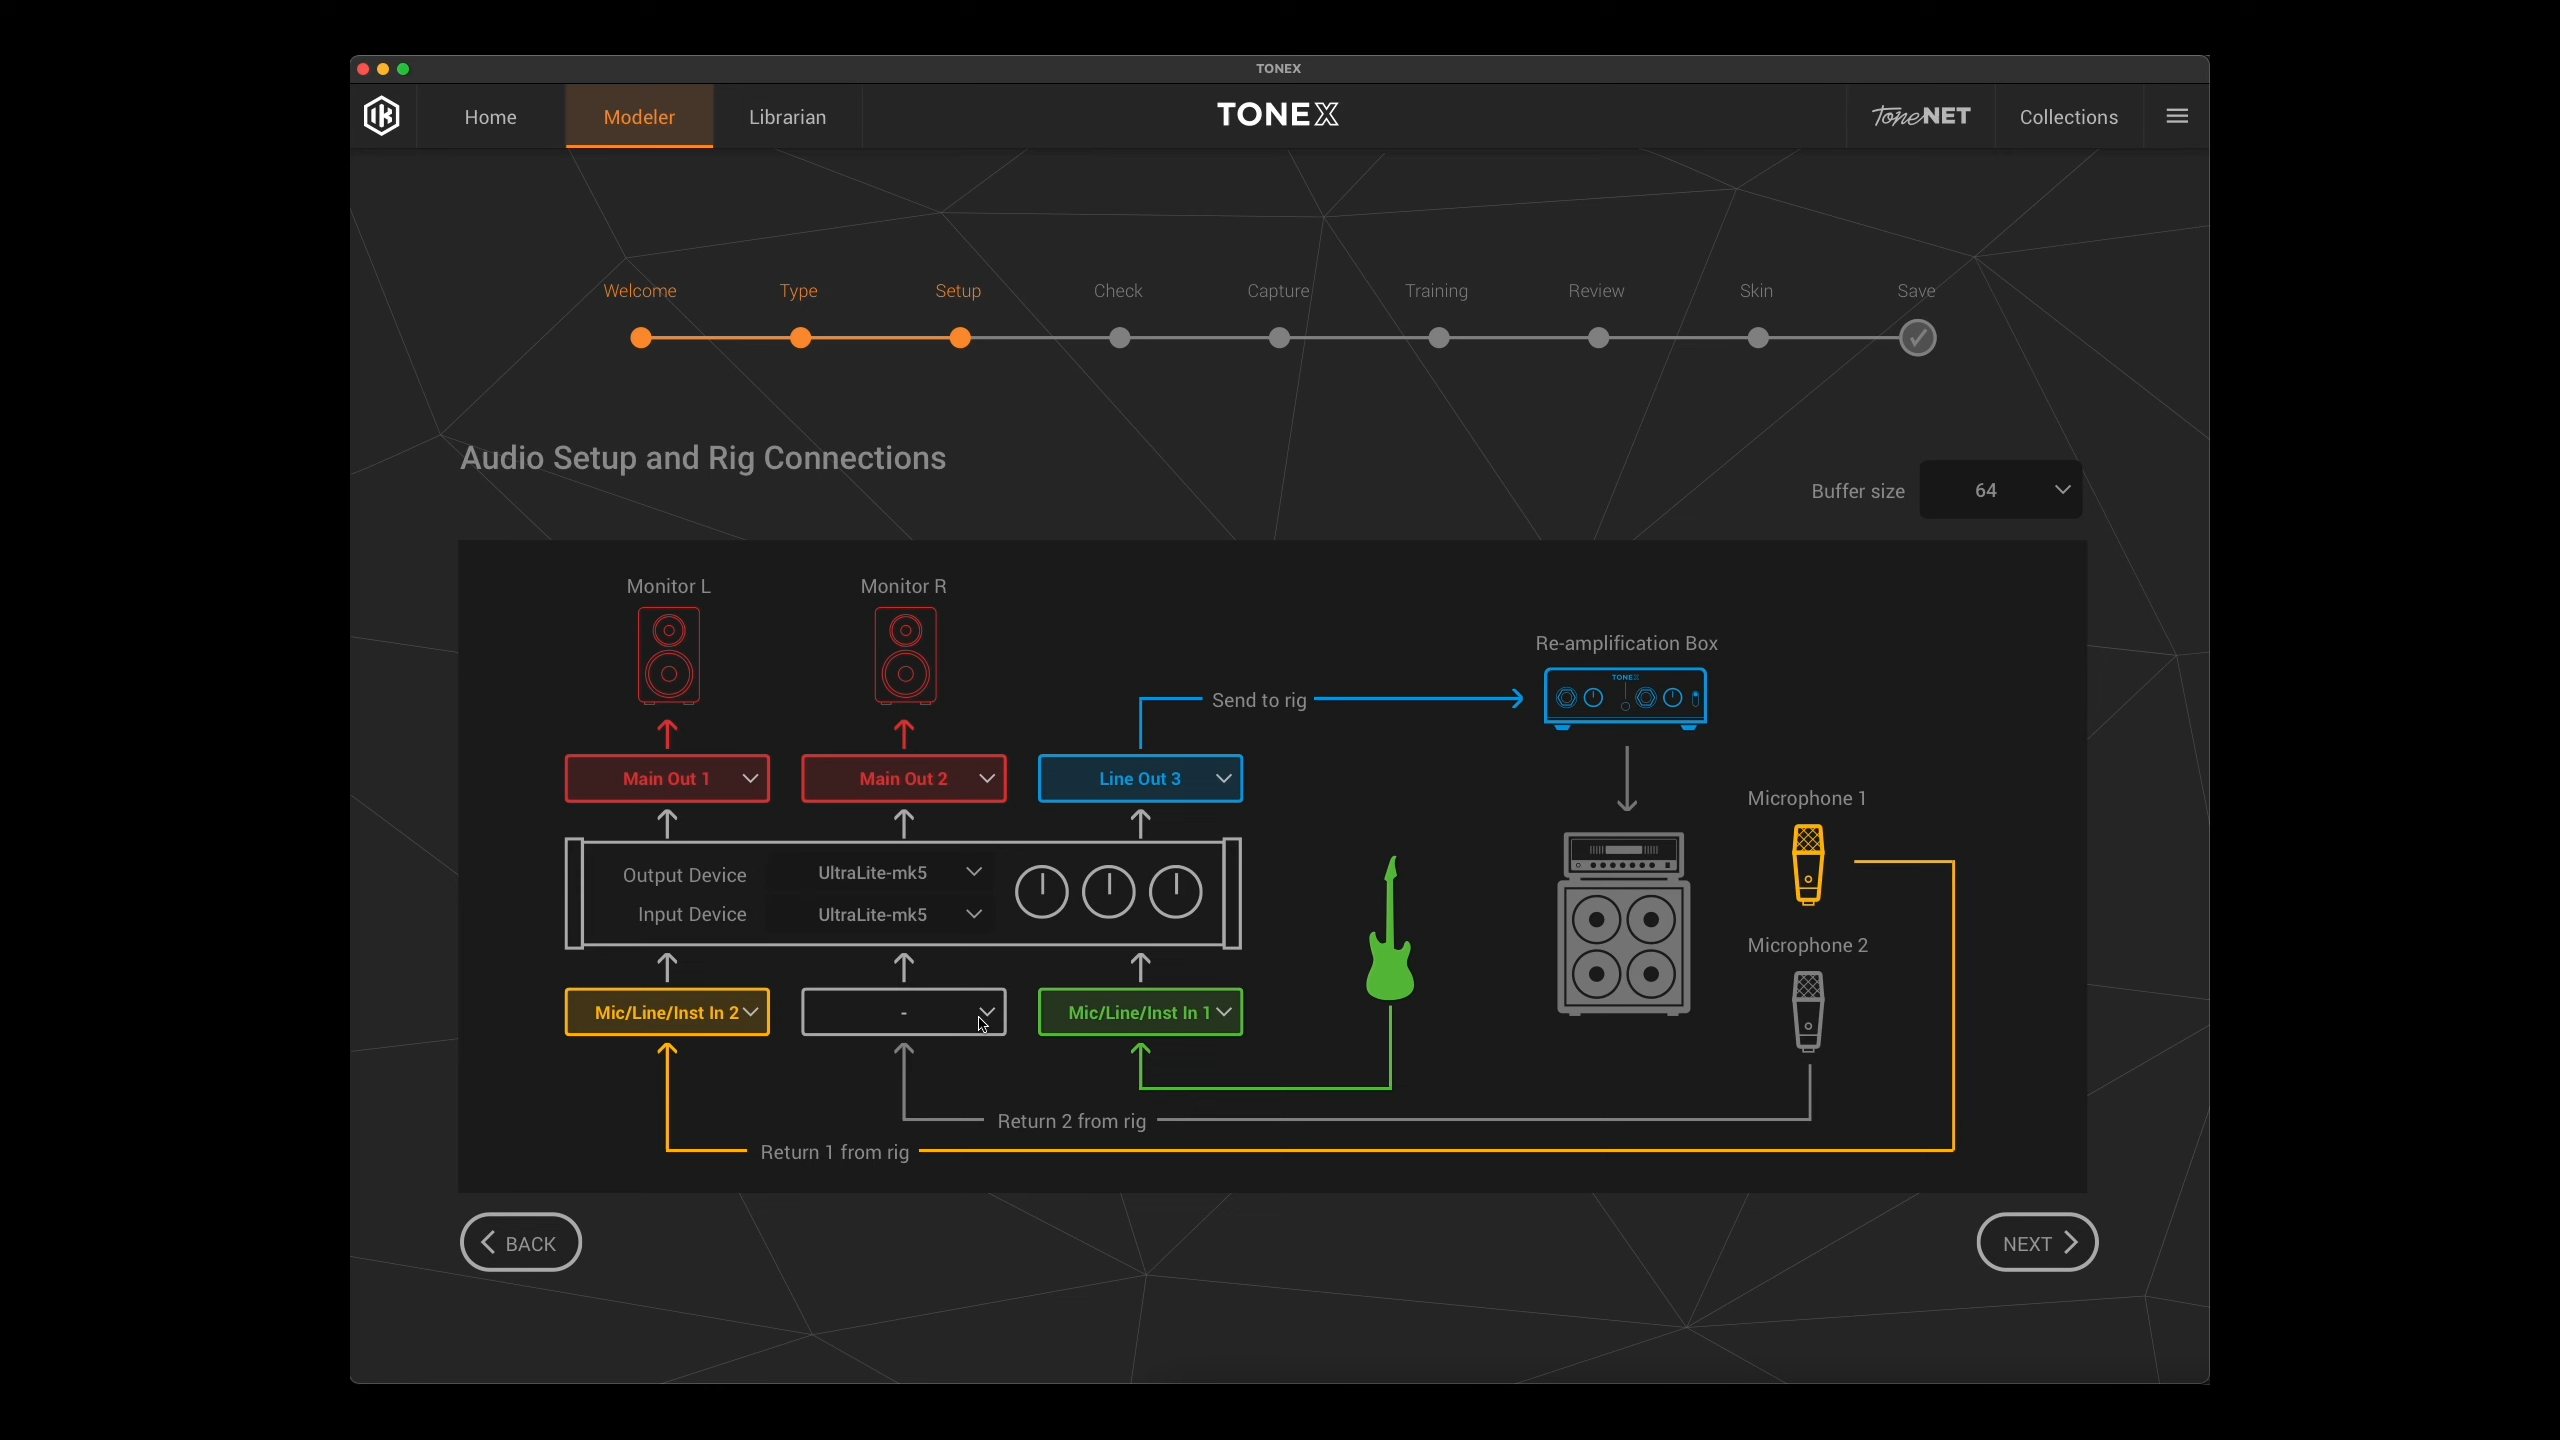 TONEX
Home
Modeler
Librarian
TONEX
ToneNET
Collections
Welcome
Type
Setup
Check
Capture
Training
Review
Skin
Save
Audio Setup and Rig Connections
Buffer size
64
Monitor L
Monitor R
Re-amplification Box
TONEX
Send to rig
Main Out 1
Main Out 2
Line Out 3
Microphone 1
Output Device
UltraLite-mk5
Input Device
UltraLite-mk5
Microphone 2
Mic/Line/Inst In 2
-
Mic/Line/Inst In 1
Return 2 from rig
Return 1 from rig
BACK
NEXT